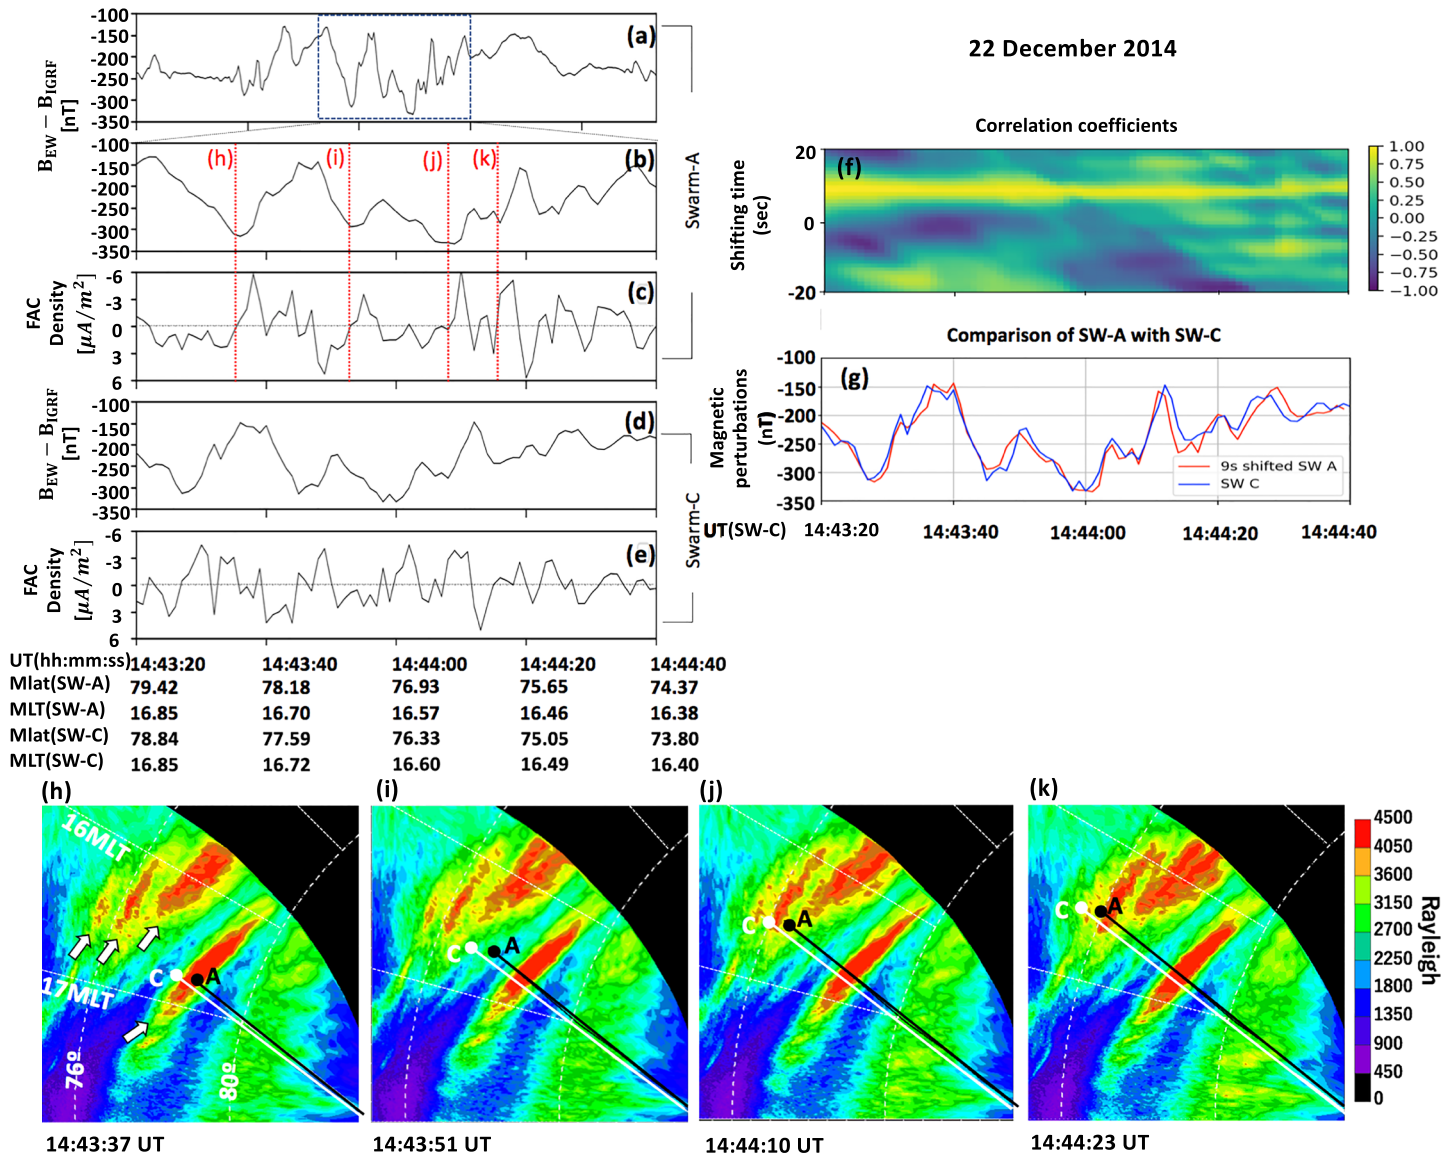 22 December 2014
-100
-150
-200
-250
-300
-350
B_EW − B_IGRF
[nT]
(a)
-100
-150
-200
-250
-300
-350
(h)
(i)
(j)
(k)
(b)
Swarm-A
-6
-3
0
3
6
FAC
Density
[μA/m²]
(c)
-100
-150
-200
-250
-300
-350
B_EW − B_IGRF
[nT]
(d)
Swarm-C
-6
-3
0
3
6
FAC
Density
[μA/m²]
(e)
UT(hh:mm:ss) 14:43:20 14:43:40 14:44:00 14:44:20 14:44:40
Mlat(SW-A) 79.42 78.18 76.93 75.65 74.37
MLT(SW-A) 16.85 16.70 16.57 16.46 16.38
Mlat(SW-C) 78.84 77.59 76.33 75.05 73.80
MLT(SW-C) 16.85 16.72 16.60 16.49 16.40
Correlation coefficients
20
0
-20
Shifting time
(sec)
(f)
1.00
0.75
0.50
0.25
0.00
−0.25
−0.50
−0.75
−1.00
Comparison of SW-A with SW-C
-100
-150
-200
-250
-300
-350
Magnetic
perturbations
(nT)
(g)
9s shifted SW A
SW C
UT(SW-C) 14:43:20 14:43:40 14:44:00 14:44:20 14:44:40
(h)
16MLT
17MLT
C A
76º
80º
14:43:37 UT
(i)
C A
14:43:51 UT
(j)
C A
14:44:10 UT
(k)
C A
14:44:23 UT
4500
4050
3600
3150
2700
2250
1800
1350
900
450
0
Rayleigh